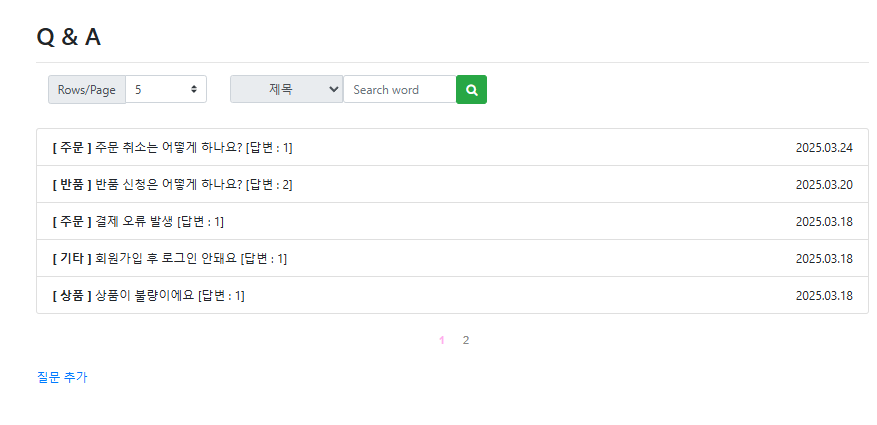 Q & A
Rows/Page 5 제목 Search word
[ 주문 ] 주문 취소는 어떻게 하나요? [답변 : 1] 2025.03.24
[ 반품 ] 반품 신청은 어떻게 하나요? [답변 : 2] 2025.03.20
[ 주문 ] 결제 오류 발생 [답변 : 1] 2025.03.18
[ 기타 ] 회원가입 후 로그인 안돼요 [답변 : 1] 2025.03.18
[ 상품 ] 상품이 불량이에요 [답변 : 1] 2025.03.18
1 2
질문 추가